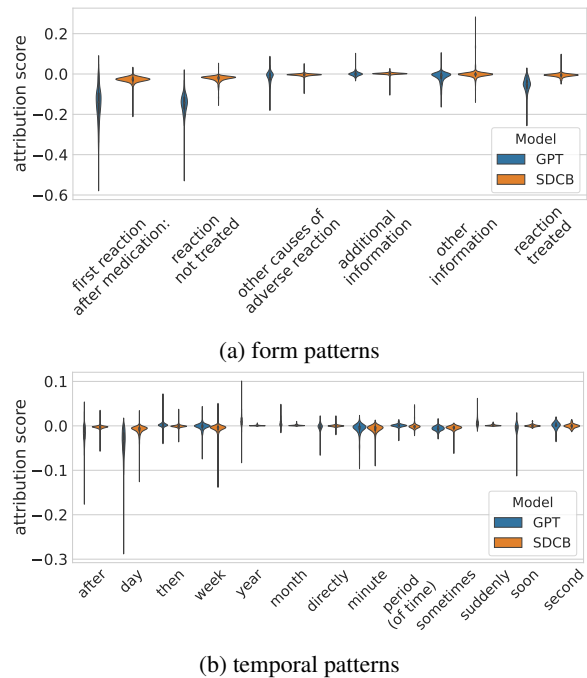 0.2
0.0
−0.2
−0.4
−0.6
attribution score
Model
GPT
SDCB
first reaction
after medication:
reaction
not treated
other causes of
adverse reaction
additional
information
other
information
reaction
treated
(a) form patterns
0.1
0.0
−0.1
−0.2
−0.3
attribution score
Model
GPT
SDCB
after
day
then
week
year
month
directly
minute
period
(of time)
sometimes
suddenly
soon
second
(b) temporal patterns